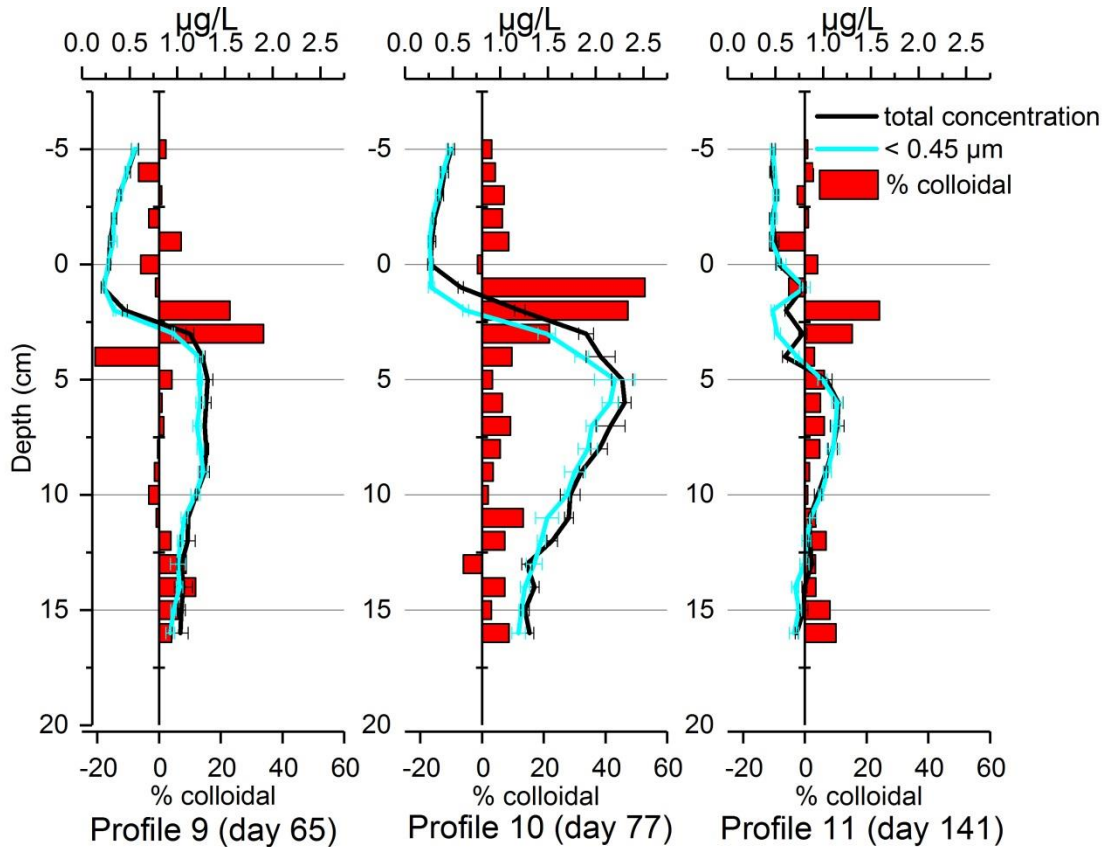 µg/L µg/L µg/L
0.0 0.5 1.0 1.5 2.0 2.5 0.0 0.5 1.0 1.5 2.0 2.5 0.0 0.5 1.0 1.5 2.0 2.5
total concentration
< 0.45 µm
% colloidal
-5 -5 -5
0 0 0
5 5 5
10 10 10
15 15 15
20 20 20
Depth (cm)
-20 0 20 40 60 -20 0 20 40 60 -20 0 20 40 60
% colloidal % colloidal % colloidal
Profile 9 (day 65) Profile 10 (day 77) Profile 11 (day 141)